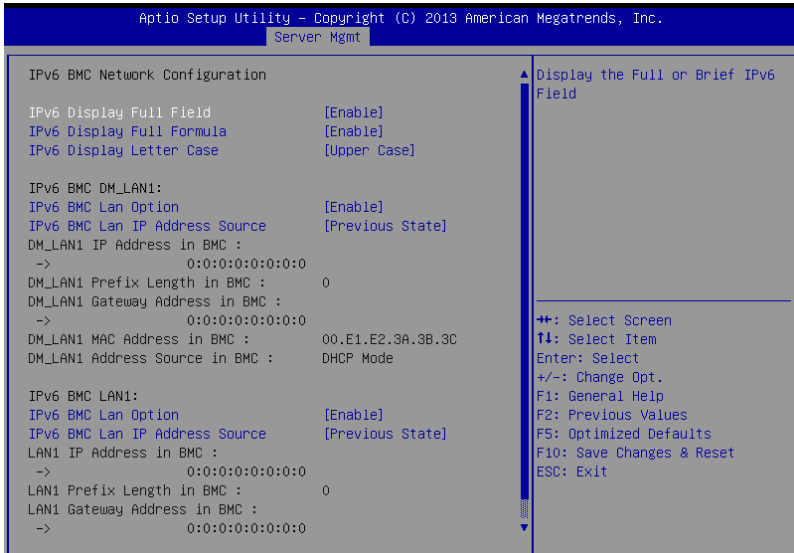 Aptio Setup Utility – Copyright (C) 2013 American Megatrends, Inc.
Server Mgmt
IPv6 BMC Network Configuration
IPv6 Display Full Field [Enable]
IPv6 Display Full Formula [Enable]
IPv6 Display Letter Case [Upper Case]
IPv6 BMC DM_LAN1:
IPv6 BMC Lan Option [Enable]
IPv6 BMC Lan IP Address Source [Previous State]
DM_LAN1 IP Address in BMC :
-> 0:0:0:0:0:0:0:0
DM_LAN1 Prefix Length in BMC : 0
DM_LAN1 Gateway Address in BMC :
-> 0:0:0:0:0:0:0:0
DM_LAN1 MAC Address in BMC : 00.E1.E2.3A.3B.3C
DM_LAN1 Address Source in BMC : DHCP Mode
IPv6 BMC LAN1:
IPv6 BMC Lan Option [Enable]
IPv6 BMC Lan IP Address Source [Previous State]
LAN1 IP Address in BMC :
-> 0:0:0:0:0:0:0:0
LAN1 Prefix Length in BMC : 0
LAN1 Gateway Address in BMC :
-> 0:0:0:0:0:0:0:0
Display the Full or Brief IPv6
Field
→←: Select Screen
↑↓: Select Item
Enter: Select
+/-: Change Opt.
F1: General Help
F2: Previous Values
F5: Optimized Defaults
F10: Save Changes & Reset
ESC: Exit